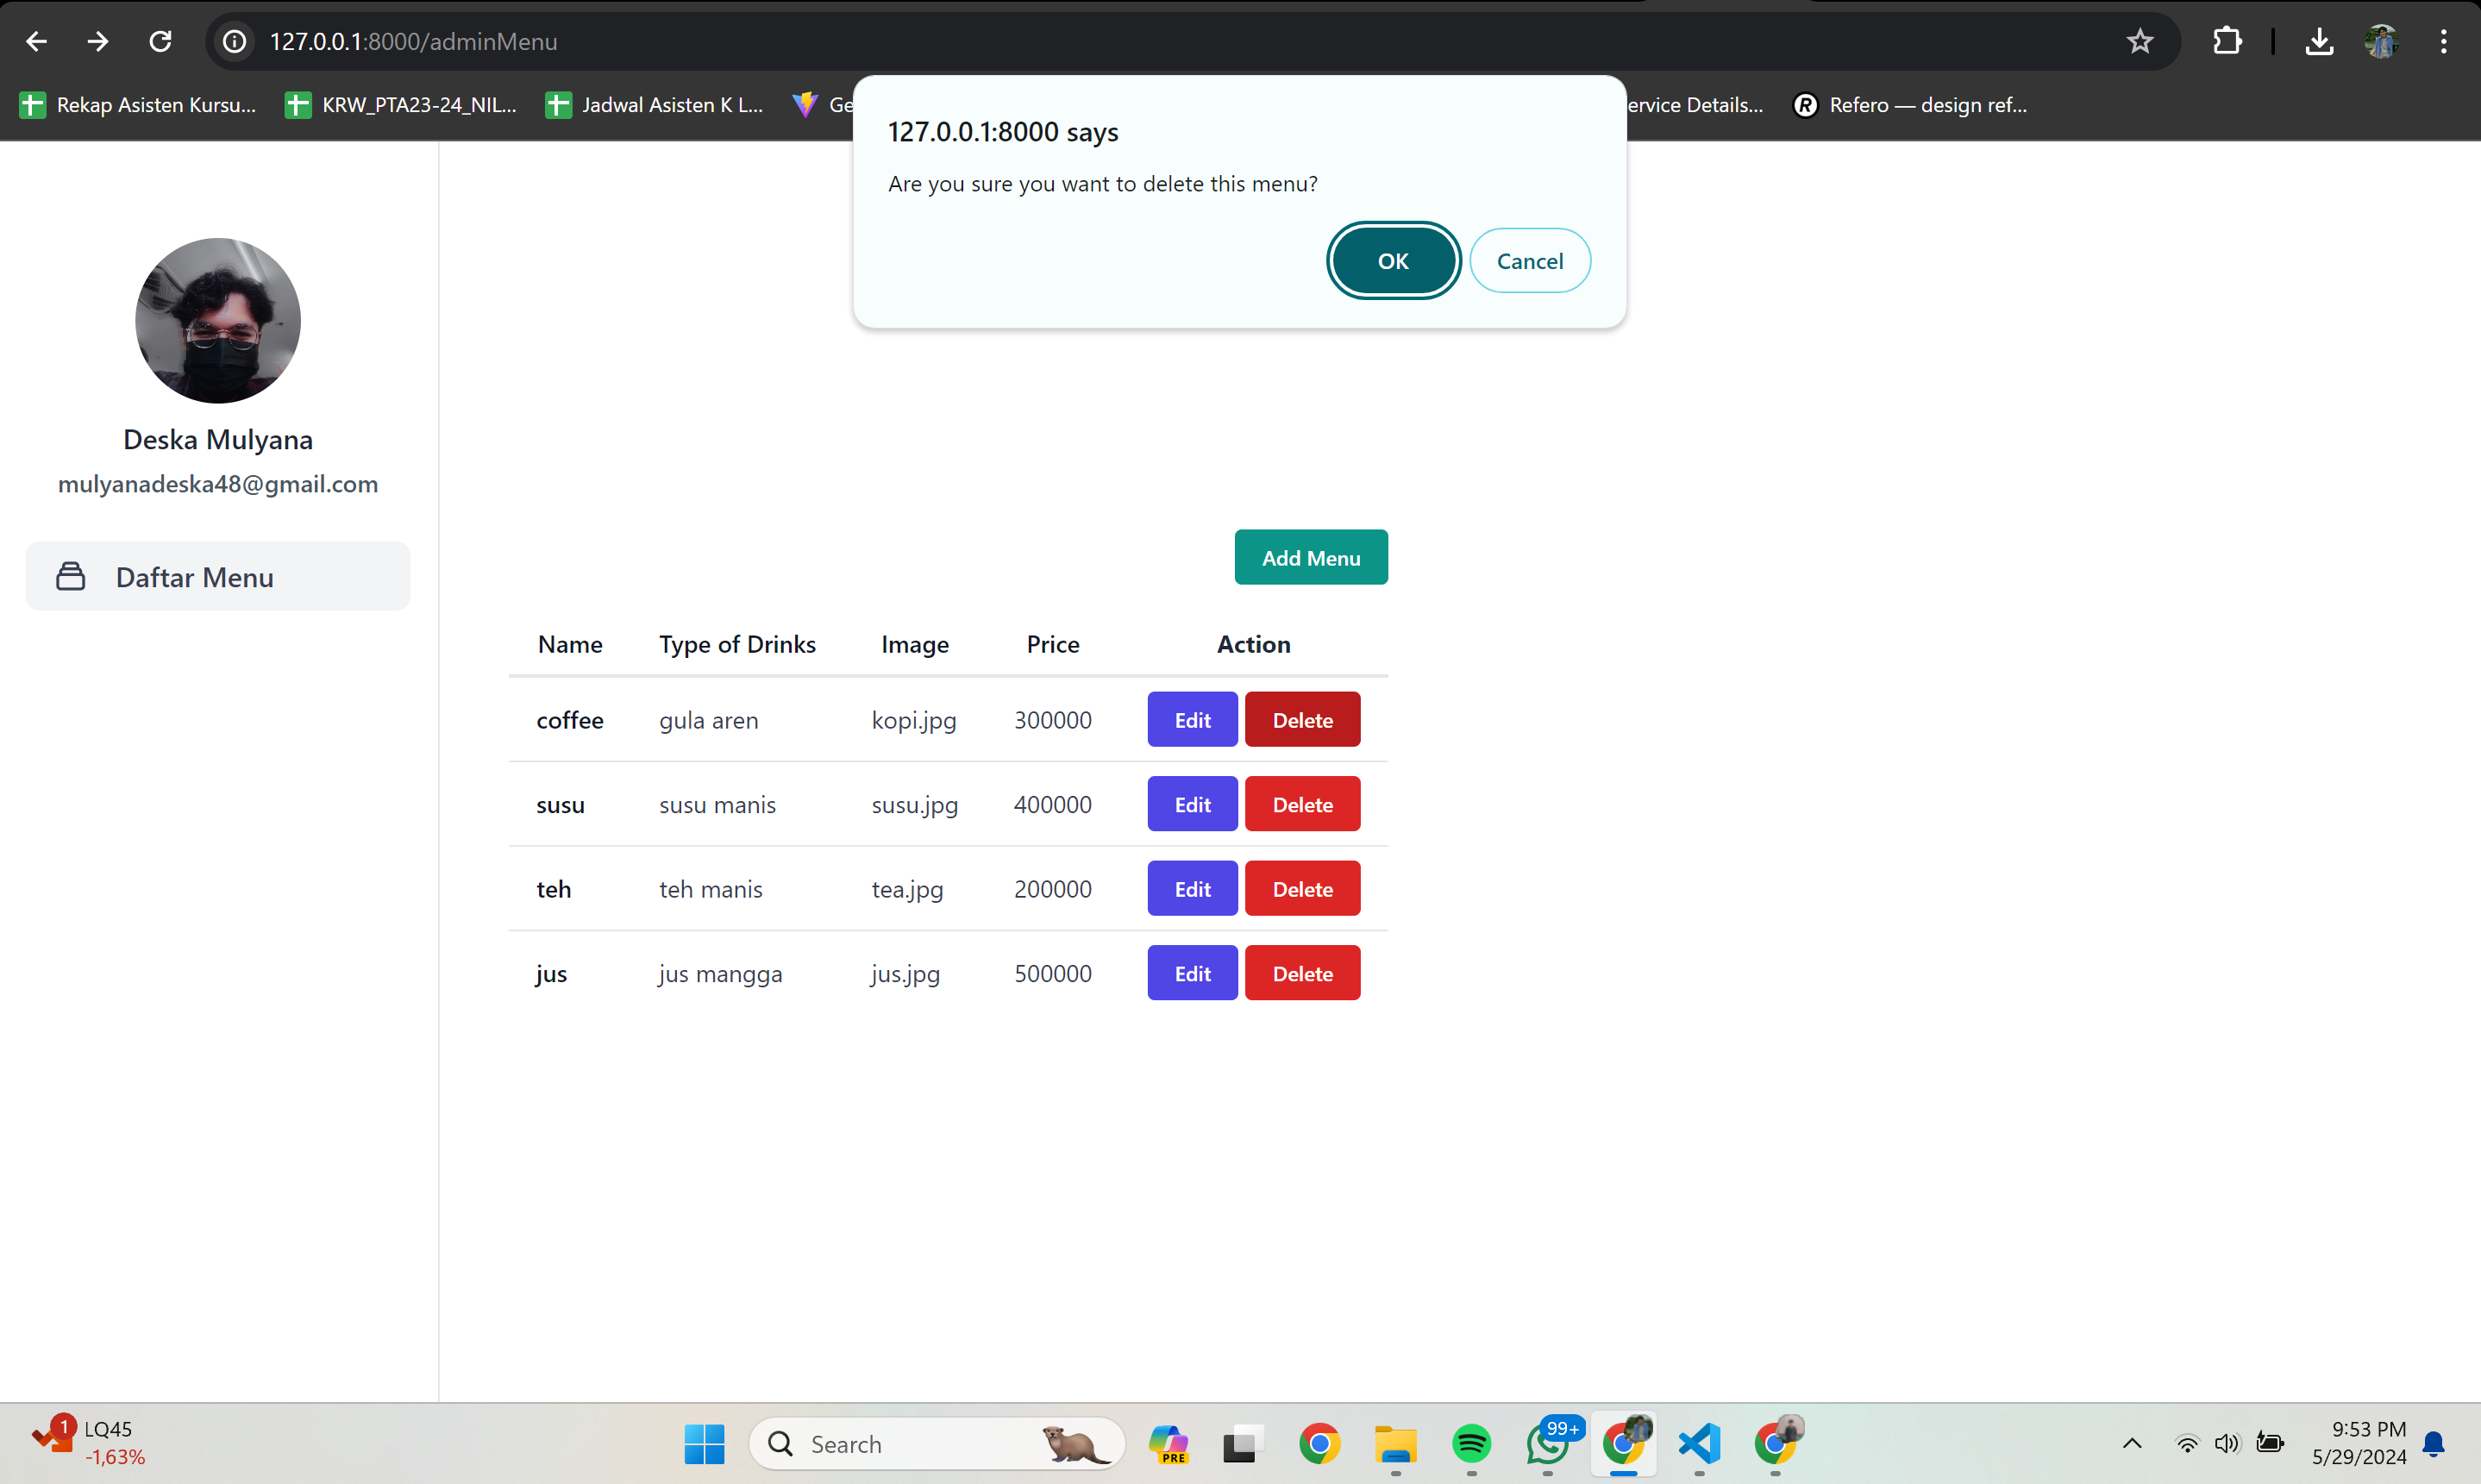 127.0.0.1:8000/adminMenu
Rekap Asisten Kursu... KRW_PTA23-24_NIL... Jadwal Asisten K L... Refero — design ref...
127.0.0.1:8000 says
Are you sure you want to delete this menu?
OK Cancel
Deska Mulyana
mulyanadeska48@gmail.com
Daftar Menu
Add Menu
Name Type of Drinks Image Price Action
coffee gula aren kopi.jpg 300000 Edit Delete
susu susu manis susu.jpg 400000 Edit Delete
teh teh manis tea.jpg 200000 Edit Delete
jus jus mangga jus.jpg 500000 Edit Delete
1 LQ45
-1,63%
Search
PRE
99+
9:53 PM
5/29/2024